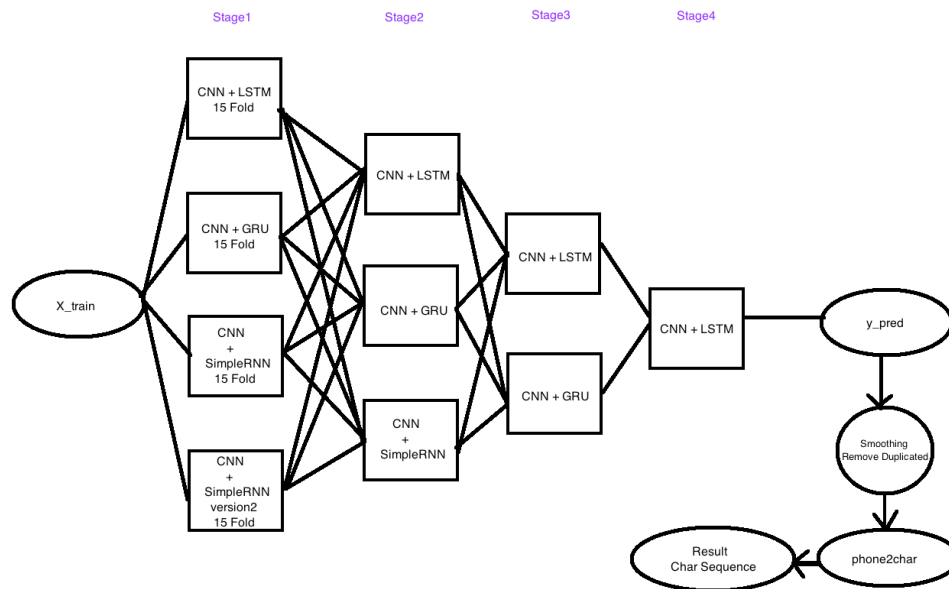 Stage1
Stage2
Stage3
Stage4
X_train
CNN + LSTM
15 Fold
CNN + GRU
15 Fold
CNN
+
SimpleRNN
15 Fold
CNN
+
SimpleRNN
version2
15 Fold
CNN + LSTM
CNN + GRU
CNN
+
SimpleRNN
CNN + LSTM
CNN + GRU
CNN + LSTM
y_pred
Smoothing
Remove Duplicated
phone2char
Result
Char Sequence